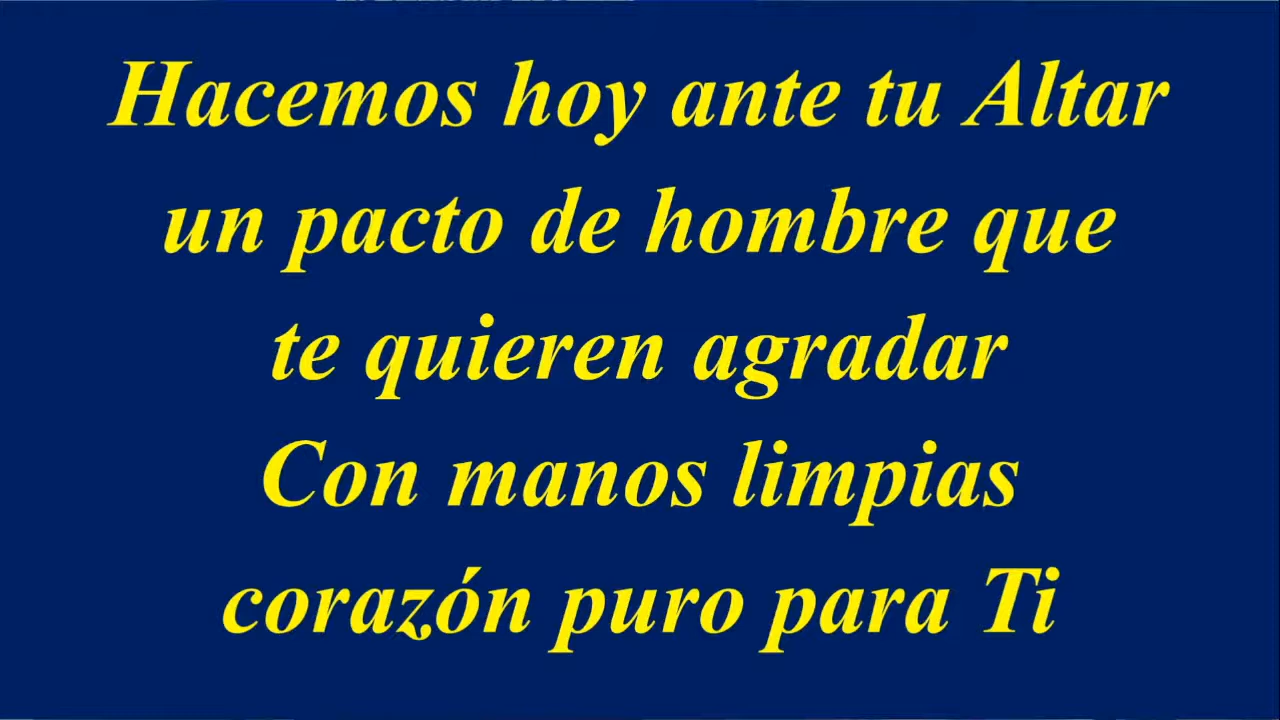 Hacemos hoy ante tu Altar
un pacto de hombre que
te quieren agradar
Con manos limpias
corazón puro para Ti